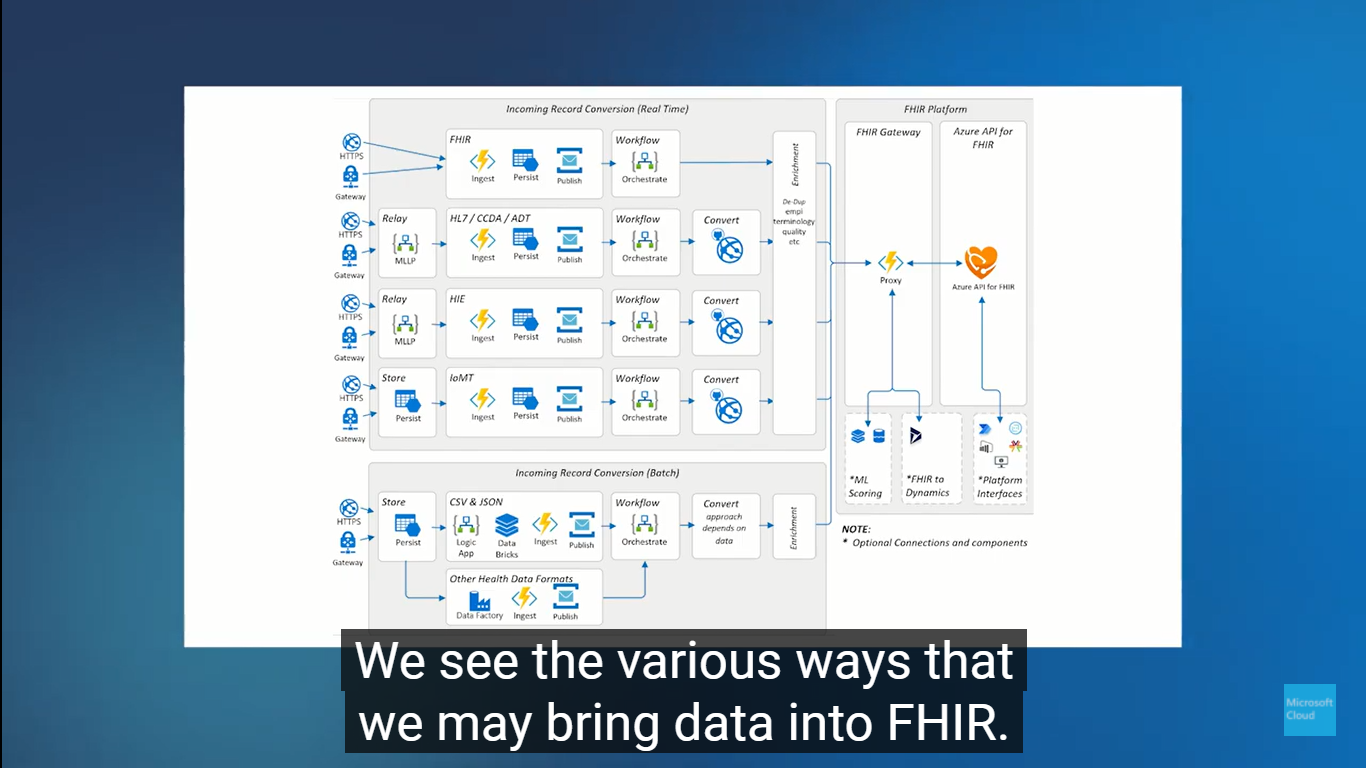 Incoming Record Conversion (Real Time)
HTTPS
Gateway
FHIR
Ingest
Persist
Publish
Workflow
Orchestrate
HTTPS
Gateway
Relay
MLLP
HL7 / CCDA / ADT
Ingest
Persist
Publish
Workflow
Orchestrate
Convert
HTTPS
Gateway
Relay
MLLP
HIE
Ingest
Persist
Publish
Workflow
Orchestrate
Convert
HTTPS
Gateway
Store
Persist
IoMT
Ingest
Persist
Publish
Workflow
Orchestrate
Convert
Enrichment
De-Dup
empi
terminology
quality
etc
Incoming Record Conversion (Batch)
HTTPS
Gateway
Store
Persist
CSV & JSON
Logic
App
Data
Bricks
Ingest
Publish
Workflow
Orchestrate
Convert
approach
depends on
data
Enrichment
Other Health Data Formats
Data Factory
Ingest
Publish
FHIR Platform
FHIR Gateway
Proxy
Azure API for
FHIR
Azure API for FHIR
*ML
Scoring
*FHIR to
Dynamics
*Platform
Interfaces
NOTE:
* Optional Connections and components
We see the various ways that
we may bring data into FHIR.
Microsoft
Cloud